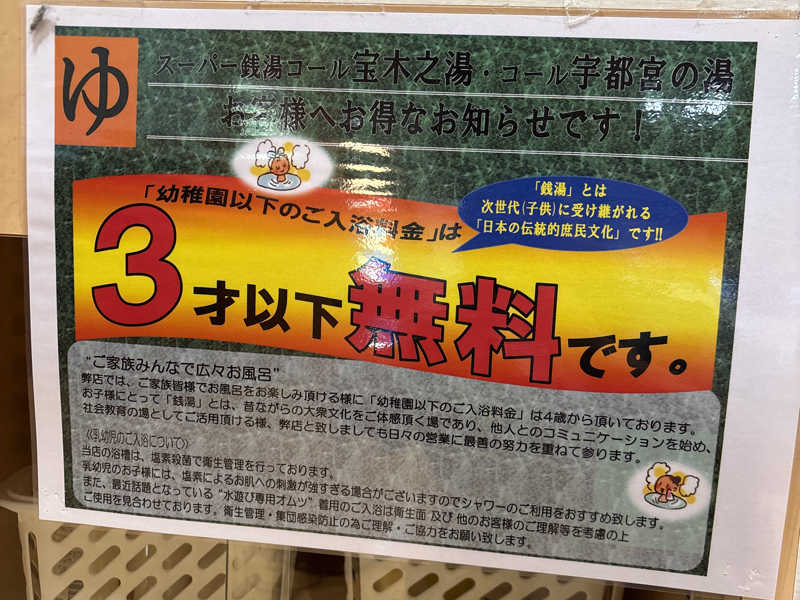 ゆ
スーパー銭湯コール宝木之湯・コール宇都宮の湯
お客様へお得なお知らせです！
「銭湯」とは
次世代(子供)に受け継がれる
「日本の伝統的庶民文化」です!!
「幼稚園以下のご入浴料金」は
3才以下無料です。
"ご家族みんなで広々お風呂"
弊店では、ご家族皆様でお風呂をお楽しみ頂ける様に「幼稚園以下のご入浴料金」は4歳から頂いております。
お子様にとって「銭湯」とは、昔ながらの大衆文化をご体感頂く場であり、他人とのコミュニケーションを始め、
社会教育の場としてご活用頂ける様、弊店と致しましても日々の営業に最善の努力を重ねて参ります。
《乳幼児のご入浴について》
当店の浴槽は、塩素殺菌で衛生管理を行っております。
乳幼児のお子様には、塩素によるお肌への刺激が強すぎる場合がございますのでシャワーのご利用をおすすめ致します。
また、最近話題となっている"水遊び専用オムツ"着用のご入浴は衛生面 及び 他のお客様のご理解等を考慮の上
ご使用を見合わせております。衛生管理・集団感染防止の為ご理解・ご協力をお願い致します。